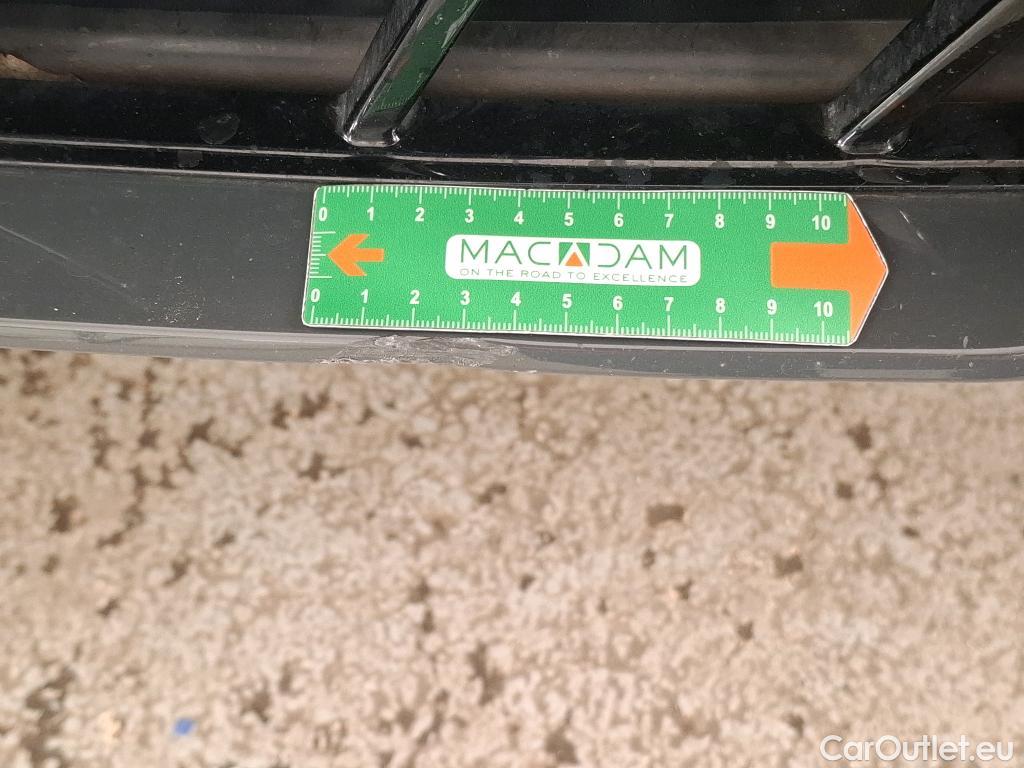 0 1 2 3 4 5 6 7 8 9 10
MACADAM
ON THE ROAD TO EXCELLENCE
0 1 2 3 4 5 6 7 8 9 10
CarOutlet.eu